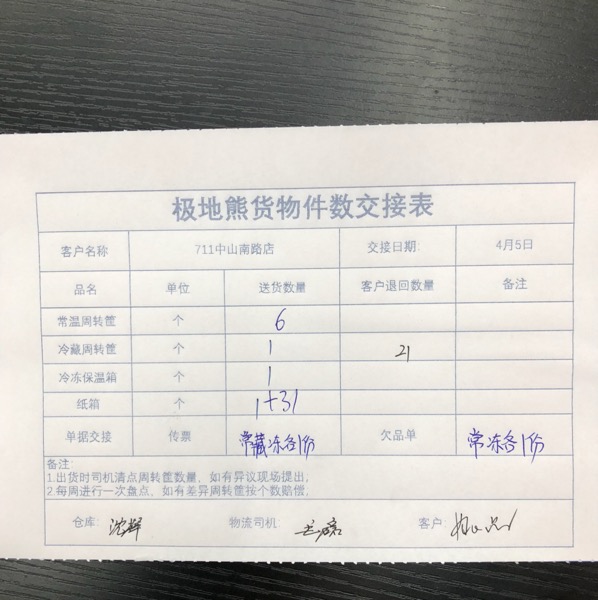 极地熊货物件数交接表
客户名称 711中山南路店 交接日期 4月5日
品名 单位 送货数量 客户退回数量 备注
常温周转筐 个 6
冷藏周转筐 个 1 21
冷冻保温箱 个 1
纸箱 个 1+31
单据交接 传票 常藏冻各1份 欠品单 常冻各1份
备注:
1.出货时司机清点周转筐数量，如有异议现场提出，
2.每周进行一次盘点，如有差异周转筐按个数赔偿，
仓库: 物流司机: 客户: